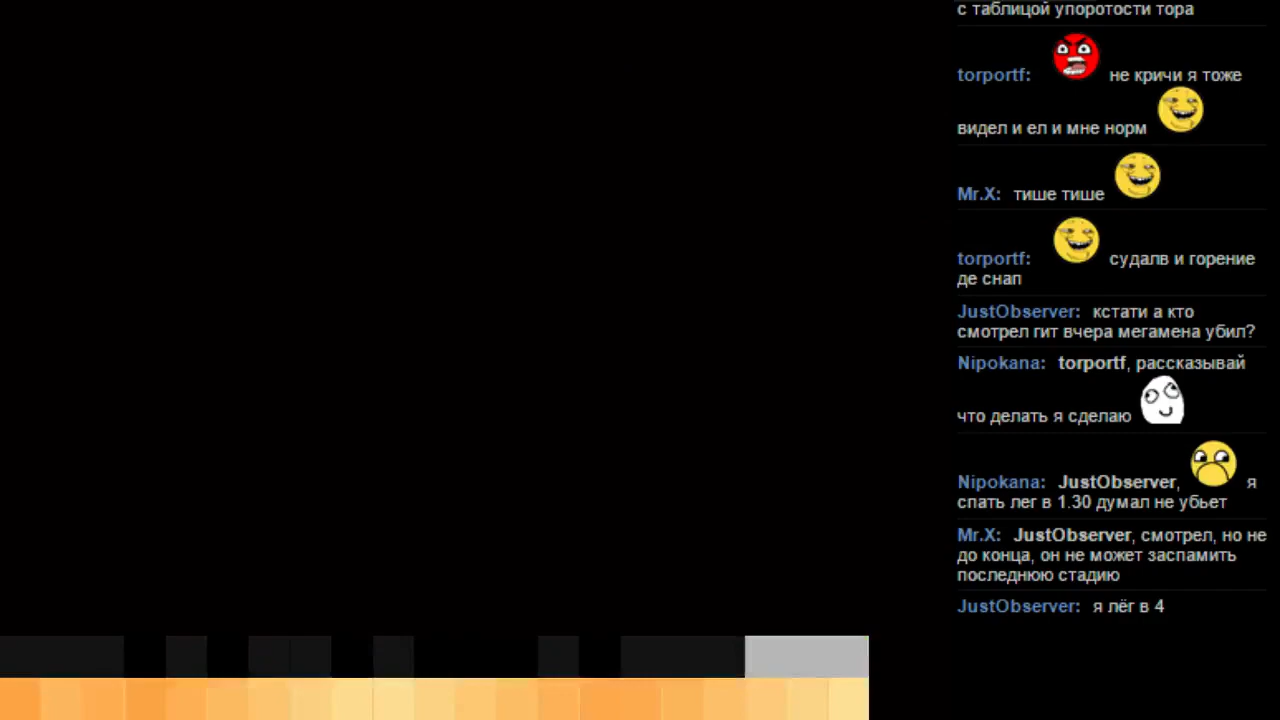 с таблицой упоротости тора
torportf: не кричи я тоже
видел и ел и мне норм
Mr.X: тише тише
torportf: судалв и горение
де снап
JustObserver: кстати а кто
смотрел гит вчера мегамена убил?
Nipokana: torportf, рассказывай
что делать я сделаю
Nipokana: JustObserver, я
спать лег в 1.30 думал не убьет
Mr.X: JustObserver, смотрел, но не
до конца, он не может заспамить
последнюю стадию
JustObserver: я лёг в 4